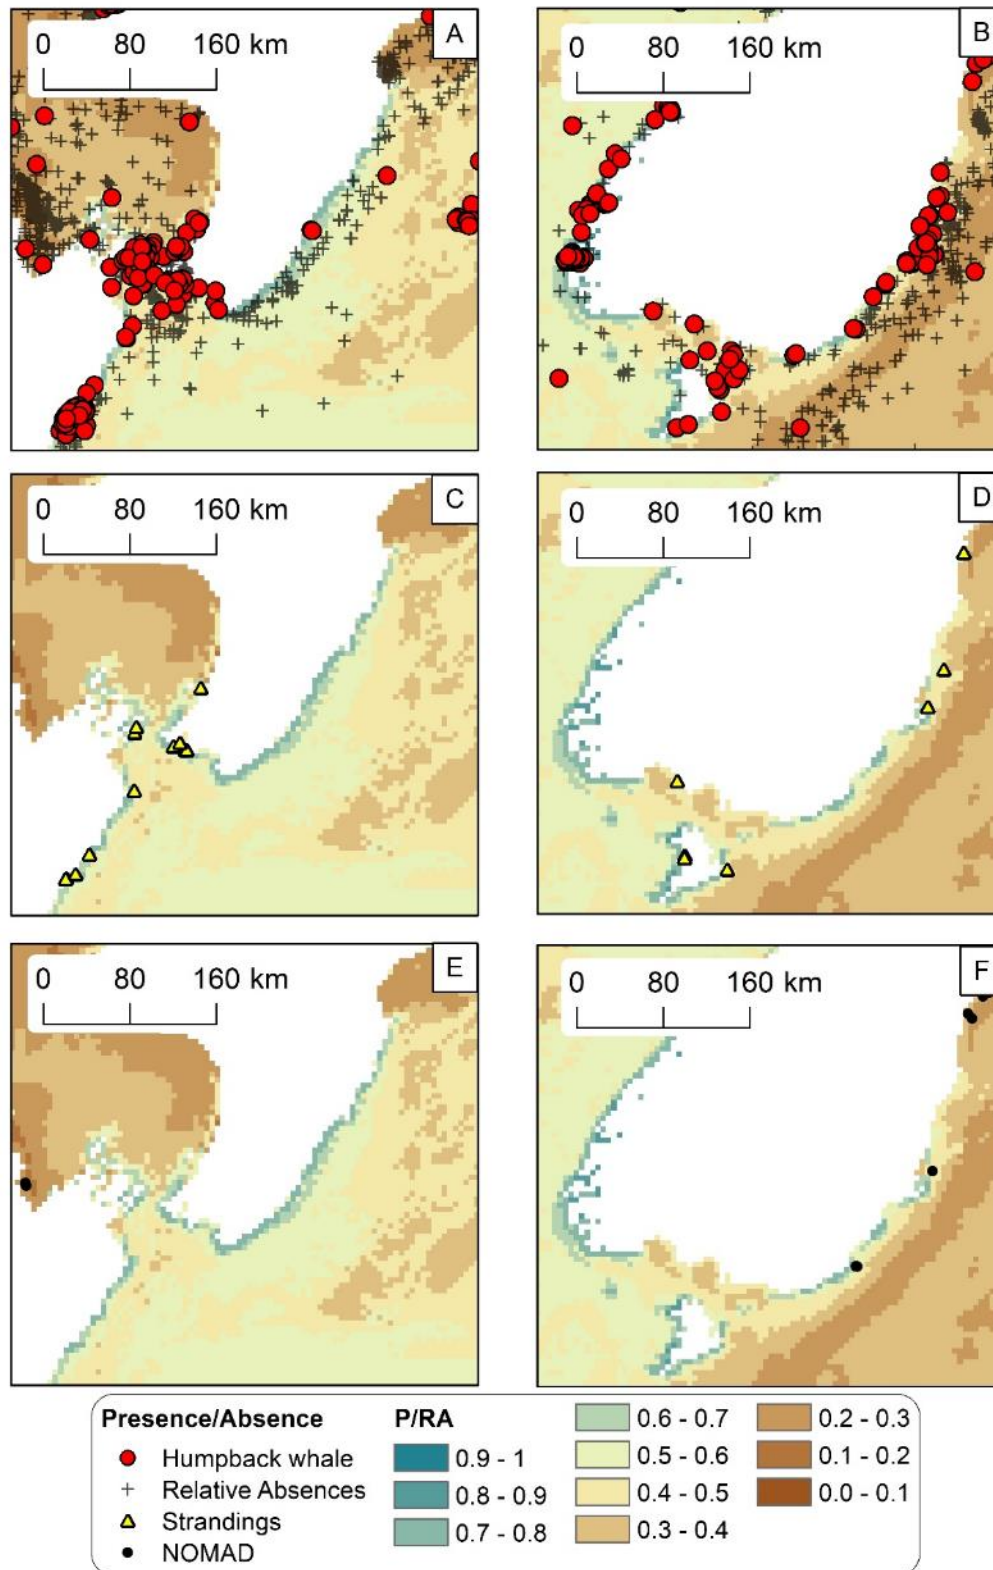 A
0 80 160 km
B
0 80 160 km
C
0 80 160 km
D
0 80 160 km
E
0 80 160 km
F
0 80 160 km
Presence/Absence
Humpback whale
Relative Absences
Strandings
NOMAD
P/RA
0.9 - 1
0.8 - 0.9
0.7 - 0.8
0.6 - 0.7
0.5 - 0.6
0.4 - 0.5
0.3 - 0.4
0.2 - 0.3
0.1 - 0.2
0.0 - 0.1